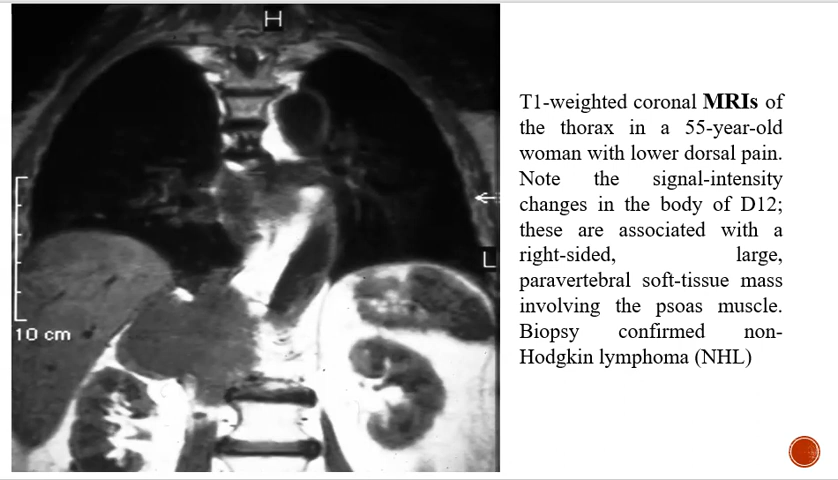 H
L
10 cm
T1-weighted coronal MRIs of
the thorax in a 55-year-old
woman with lower dorsal pain.
Note the signal-intensity
changes in the body of D12;
these are associated with a
right-sided, large,
paravertebral soft-tissue mass
involving the psoas muscle.
Biopsy confirmed non-
Hodgkin lymphoma (NHL)